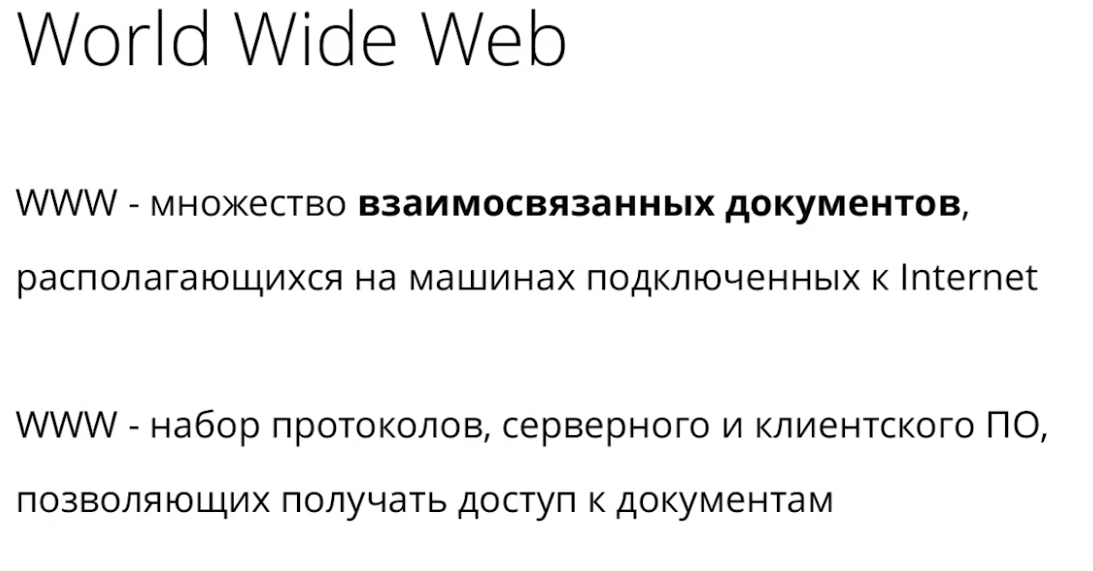 World Wide Web
WWW - множество взаимосвязанных документов,
располагающихся на машинах подключенных к Internet
WWW - набор протоколов, серверного и клиентского ПО,
позволяющих получать доступ к документам